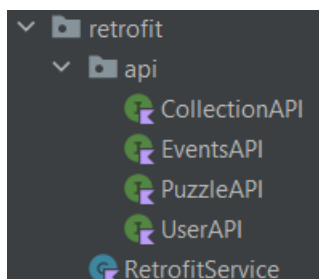 retrofit
api
CollectionAPI
EventsAPI
PuzzleAPI
UserAPI
RetrofitService